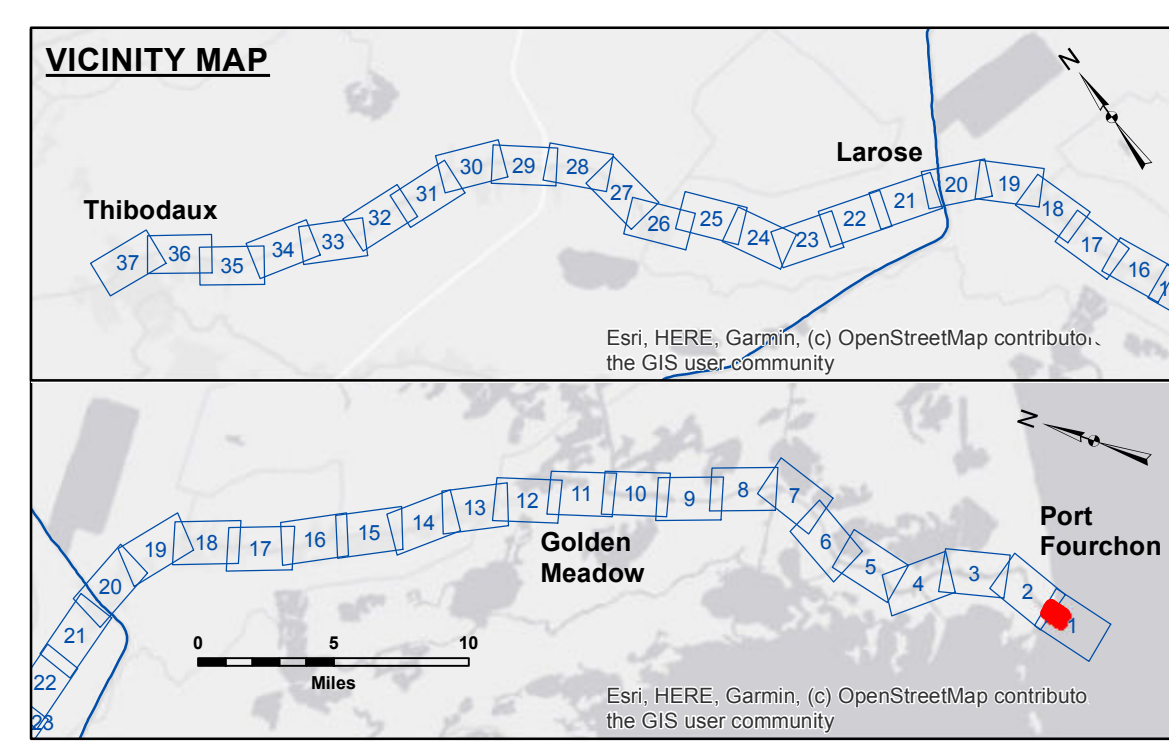 VICINITY MAP
N
Larose
Thibodaux
37 36 35 34 33 32 31 30 29 28 27 26 25 24 23 22 21 20 19 18 17 16
Esri, HERE, Garmin, (c) OpenStreetMap
the GIS user community
N
Port
Fourchon
Golden
Meadow
23 22 21 20 19 18 17 16 15 14 13 12 11 10 9 8 7 6 5 4 3 2 1
0 5 10
Miles
Esri, HERE, Garmin, (c) OpenStreetMap contributo
the GIS user community